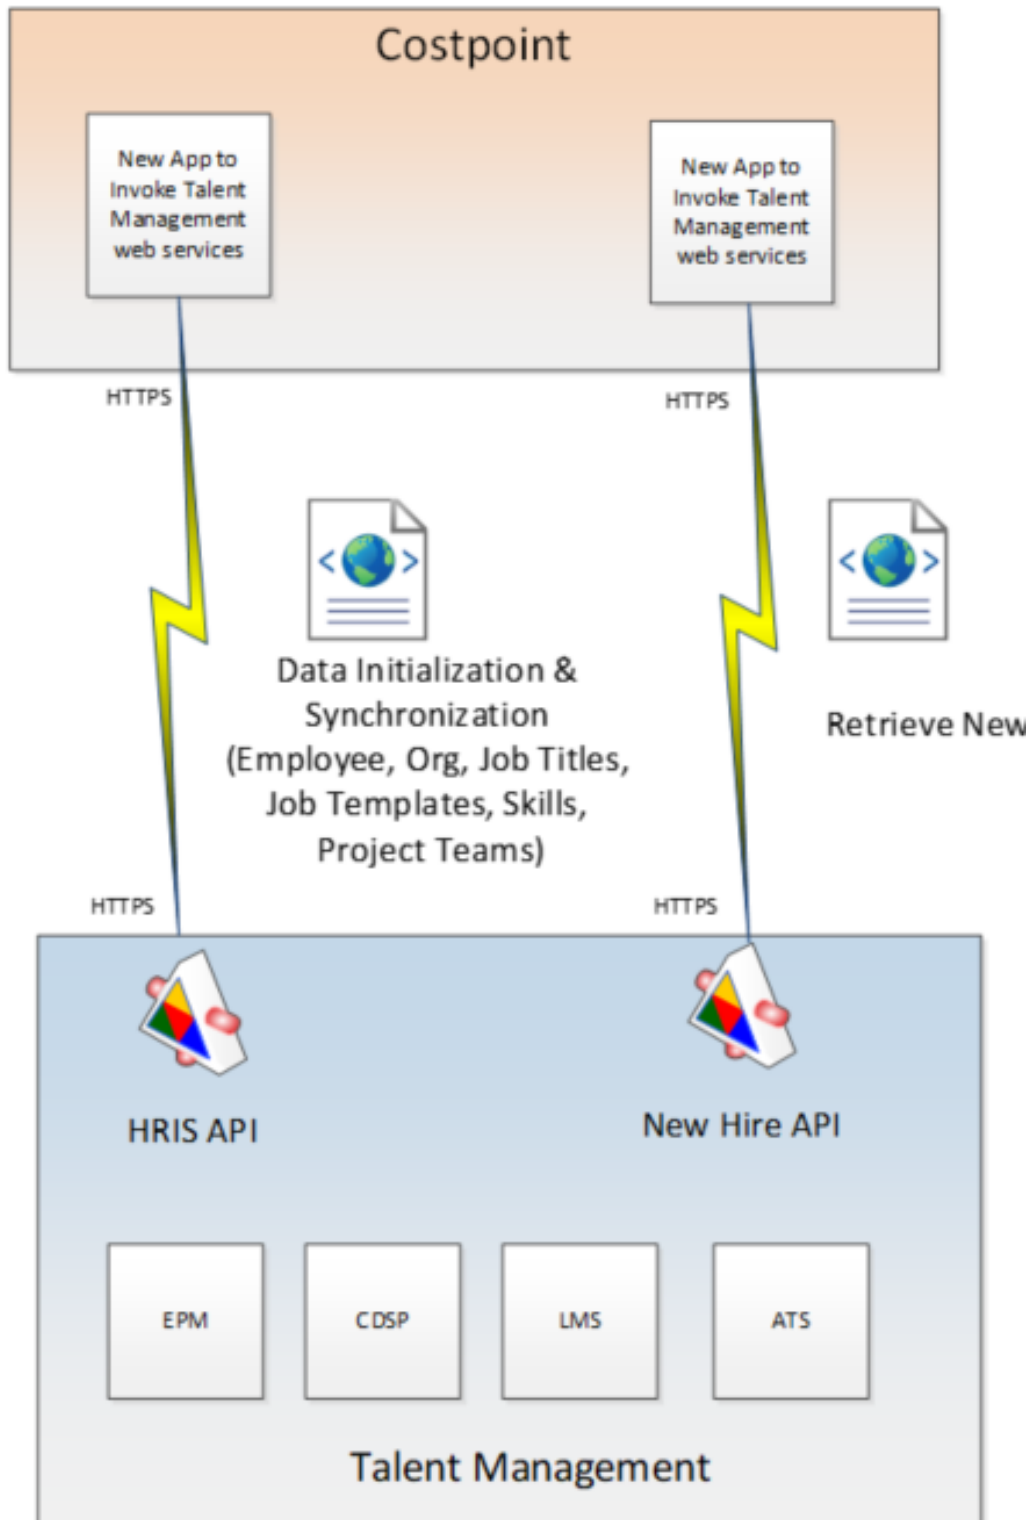 Costpoint
New App to
Invoke Talent
Management
web services
New App to
Invoke Talent
Management
web services
HTTPS
HTTPS
Data Initialization &
Synchronization
(Employee, Org, Job Titles,
Job Templates, Skills,
Project Teams)
Retrieve New
HTTPS
HTTPS
HRIS API
New Hire API
EPM
CDSP
LMS
ATS
Talent Management